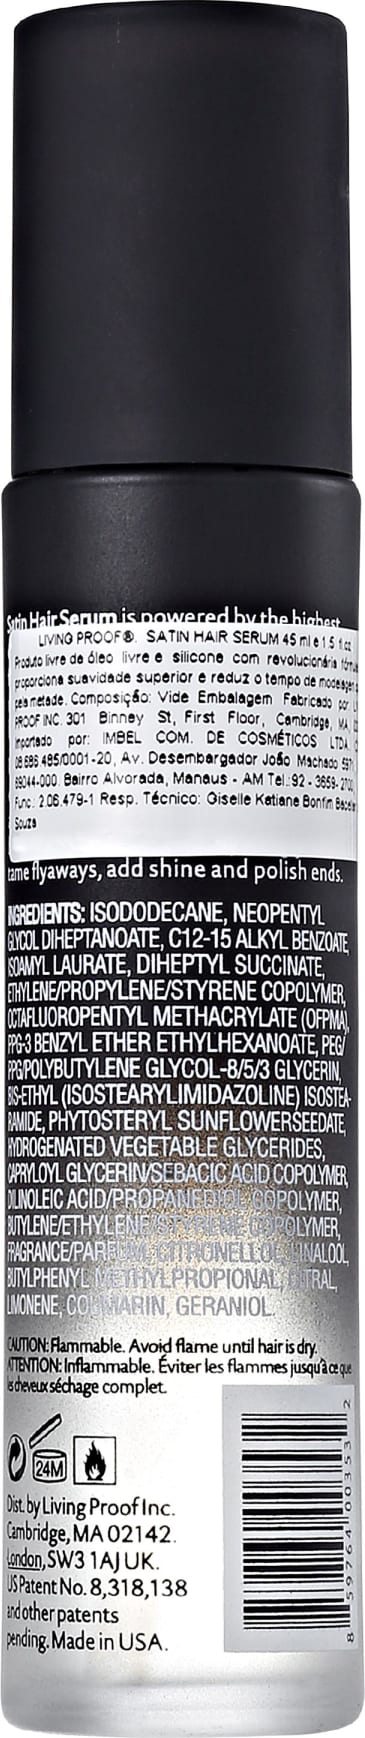 Satin Hair Serum is powered by the highest
LIVING PROOF®. SATIN HAIR SERUM 45 ml e 1.5 fl.oz.
Produto livre de óleo livre e silicone com revolucionária fórmula
proporciona suavidade superior e reduz o tempo de modelagem
pela metade. Composição: Vide Embalagem Fabricado por
PROOF INC. 301 Binney St, First Floor, Cambridge, MA
Importado por: IMBEL COM. DE COSMÉTICOS LTDA.
08.686.485/0001-20, Av. Desembargador João Machado
69044-000. Bairro Alvorada, Manaus - AM Tel.:92 - 3659- 2700,
Func.: 2.06.479-1 Resp. Técnico: Giselle Katiane Bonfim
Souza
tame flyaways, add shine and polish ends.
INGREDIENTS: ISODODECANE, NEOPENTYL
GLYCOL DIHEPTANOATE, C12-15 ALKYL BENZOATE,
ISOAMYL LAURATE, DIHEPTYL SUCCINATE,
ETHYLENE/PROPYLENE/STYRENE COPOLYMER,
OCTAFLUOROPENTYL METHACRYLATE (OFPMA),
PPG-3 BENZYL ETHER ETHYLHEXANOATE, PEG/
PPG/POLYBUTYLENE GLYCOL-8/5/3 GLYCERIN,
BIS-ETHYL (ISOSTEARYLIMIDAZOLINE) ISOSTEA-
RAMIDE, PHYTOSTERYL SUNFLOWERSEEDATE,
HYDROGENATED VEGETABLE GLYCERIDES,
CAPRYLOYL GLYCERIN/SEBACIC ACID COPOLYMER,
DILINOLEIC ACID/PROPANEDIOL COPOLYMER,
BUTYLENE/ETHYLENE/STYRENE COPOLYMER,
FRAGRANCE/PARFUM, CITRONELLOL, LINALOOL,
BUTYLPHENYL METHYLPROPIONAL, CITRAL,
LIMONENE, COUMARIN, GERANIOL.
CAUTION: Flammable. Avoid flame until hair is dry.
ATTENTION: Inflammable. Éviter les flammes jusqu'à ce que
les cheveux séchage complet.
24M
Dist. by Living Proof Inc.
Cambridge, MA 02142.
London, SW3 1AJ UK.
US Patent No. 8,318,138
and other patents
pending. Made in USA.
8 59764 00353 2